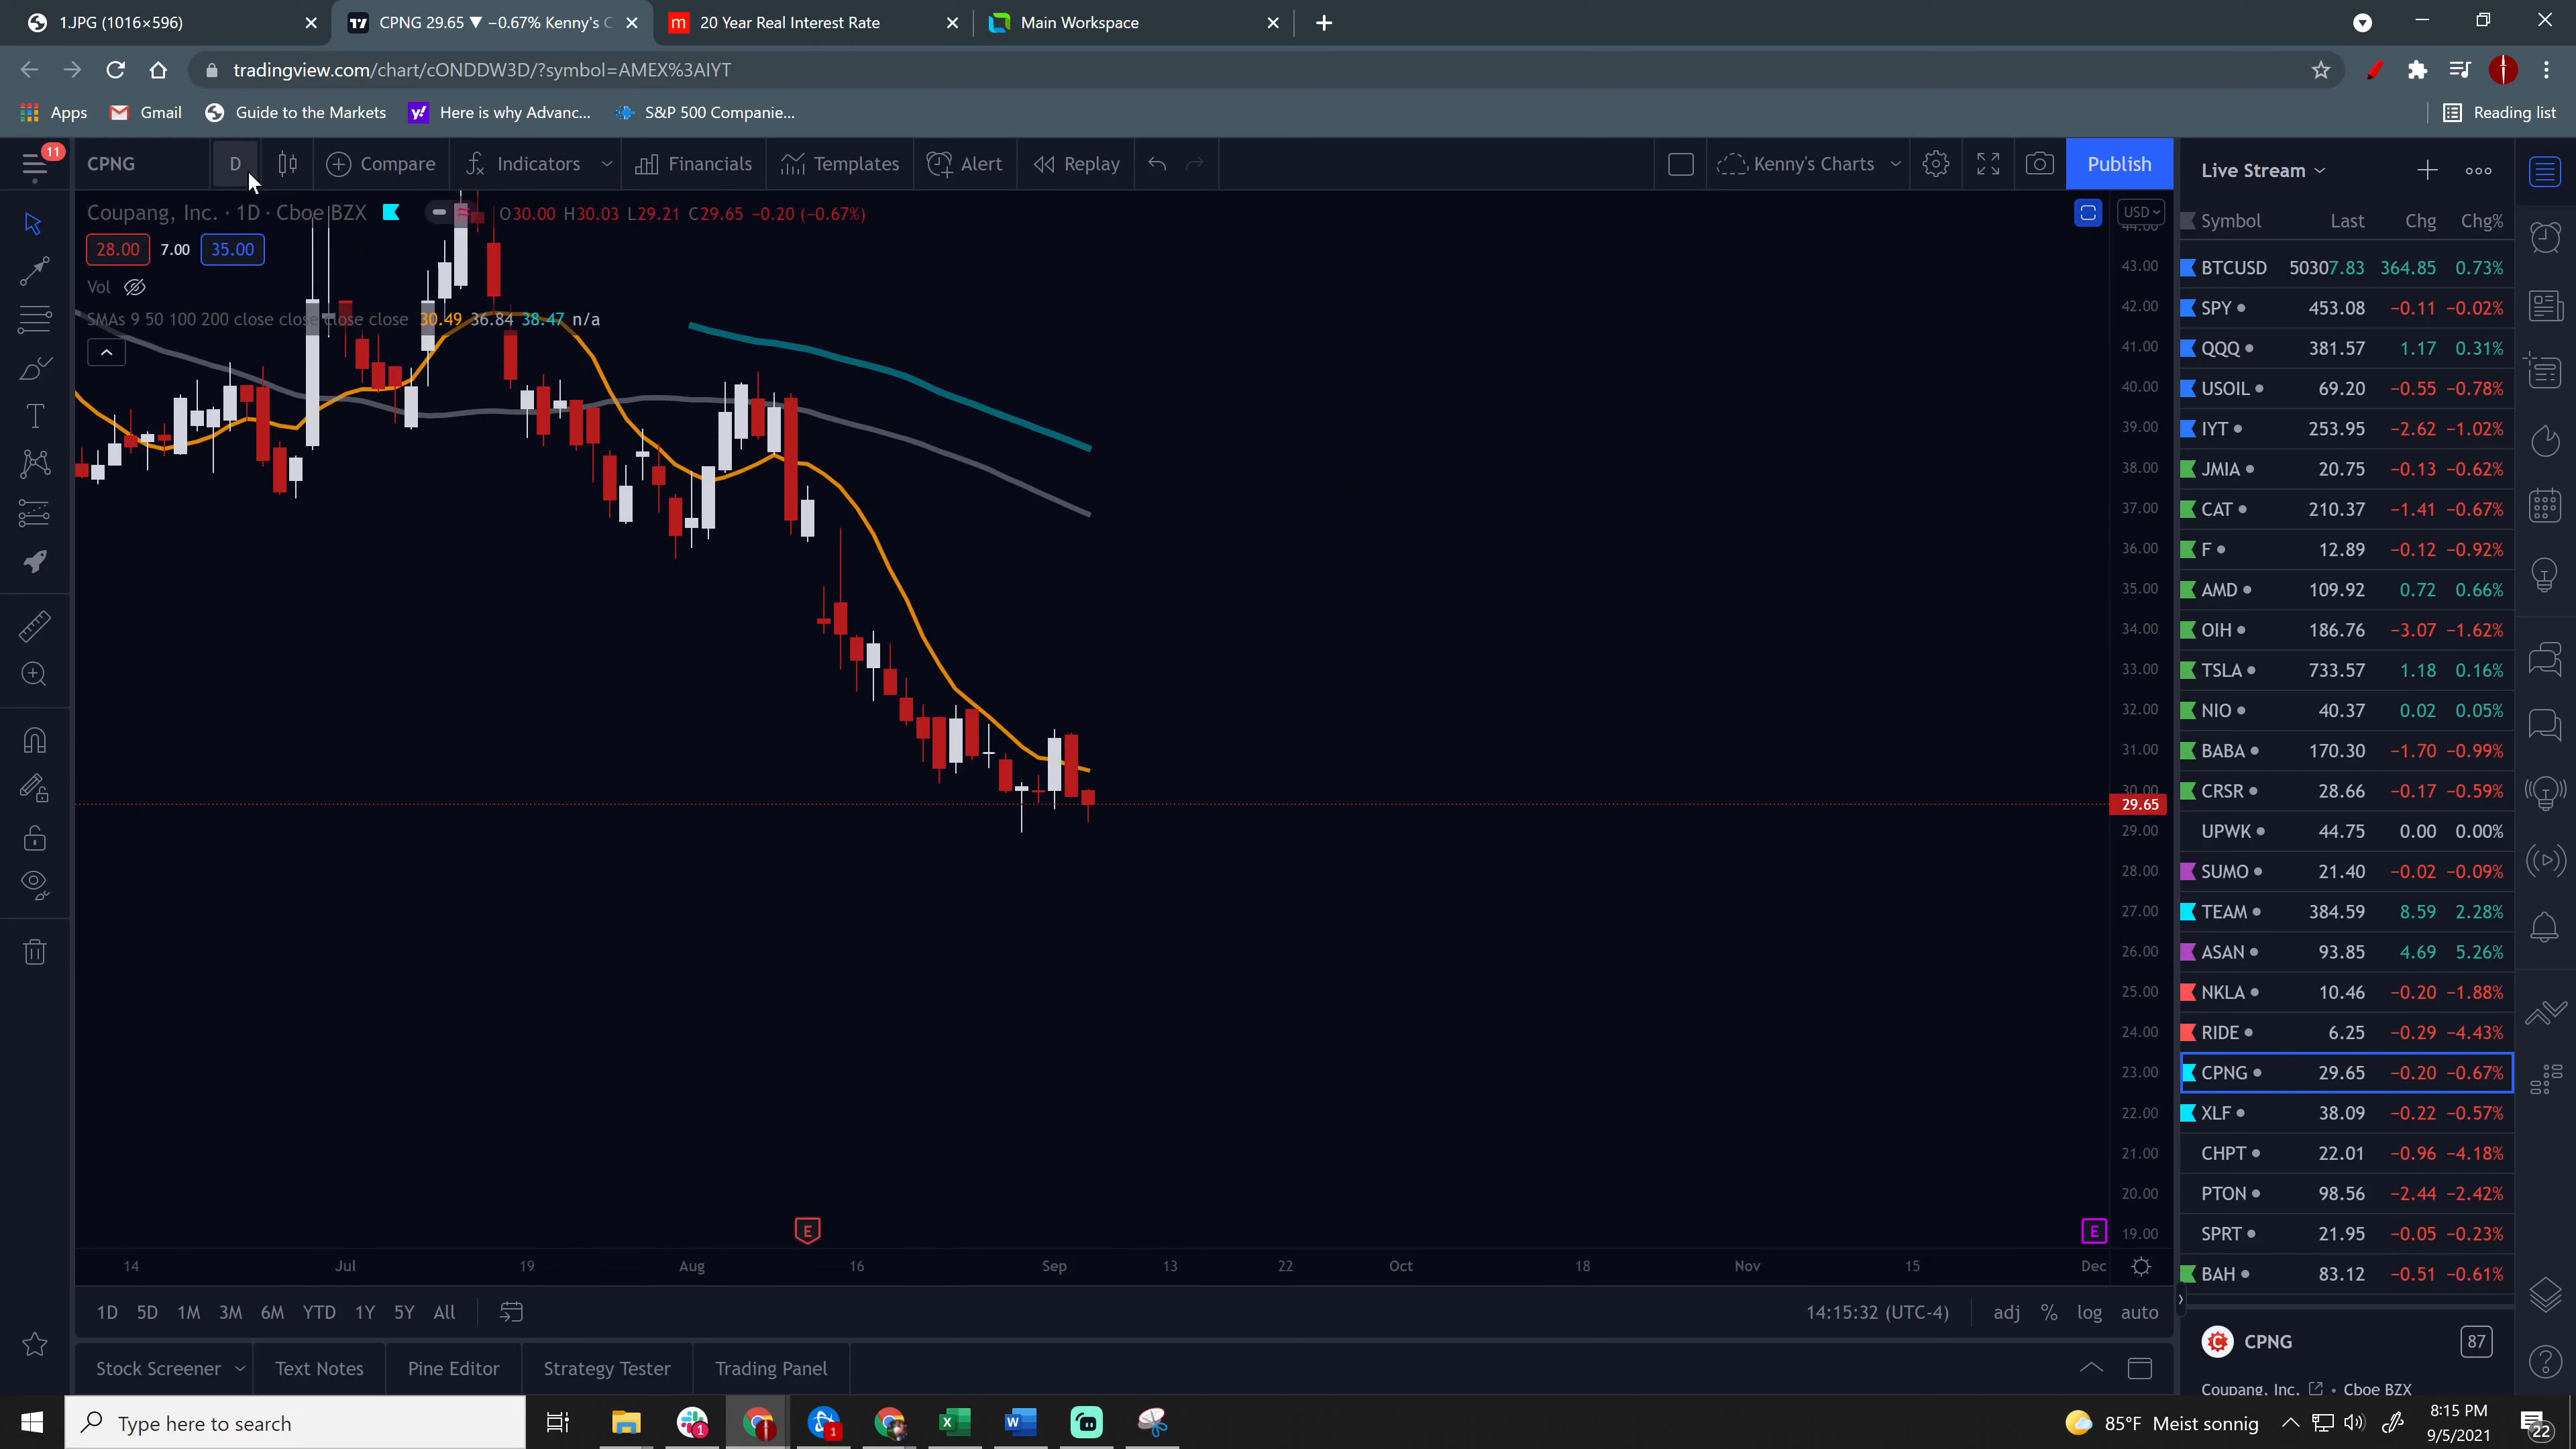 1.JPG (1016×596)
CPNG 29.65 ▼ −0.67% Kenny's C
m 20 Year Real Interest Rate
Main Workspace
tradingview.com/chart/cONDDW3D/?symbol=AMEX%3AIYT
Apps Gmail Guide to the Markets y! Here is why Advanc... S&P 500 Companie... Reading list
11
CPNG D Compare Indicators Financials Templates Alert Replay Kenny's Charts Publish
Coupang, Inc. · 1D · Cboe BZX O30.00 H30.03 L29.21 C29.65 −0.20 (−0.67%)
USD
28.00 7.00 35.00
Vol
SMAs 9 50 100 200 close close close close 30.49 36.84 38.47 n/a
44.00
43.00
42.00
41.00
40.00
39.00
38.00
37.00
36.00
35.00
34.00
33.00
32.00
31.00
30.00
29.65
29.00
28.00
27.00
26.00
25.00
24.00
23.00
22.00
21.00
20.00
19.00
E E
14 Jul 19 Aug 16 Sep 13 22 Oct 18 Nov 15 Dec
1D 5D 1M 3M 6M YTD 1Y 5Y All 14:15:32 (UTC-4) adj % log auto
Stock Screener Text Notes Pine Editor Strategy Tester Trading Panel
Live Stream
Symbol Last Chg Chg%
BTCUSD 50307.83 364.85 0.73%
SPY 453.08 −0.11 −0.02%
QQQ 381.57 1.17 0.31%
USOIL 69.20 −0.55 −0.78%
IYT 253.95 −2.62 −1.02%
JMIA 20.75 −0.13 −0.62%
CAT 210.37 −1.41 −0.67%
F 12.89 −0.12 −0.92%
AMD 109.92 0.72 0.66%
OIH 186.76 −3.07 −1.62%
TSLA 733.57 1.18 0.16%
NIO 40.37 0.02 0.05%
BABA 170.30 −1.70 −0.99%
CRSR 28.66 −0.17 −0.59%
UPWK 44.75 0.00 0.00%
SUMO 21.40 −0.02 −0.09%
TEAM 384.59 8.59 2.28%
ASAN 93.85 4.69 5.26%
NKLA 10.46 −0.20 −1.88%
RIDE 6.25 −0.29 −4.43%
CPNG 29.65 −0.20 −0.67%
XLF 38.09 −0.22 −0.57%
CHPT 22.01 −0.96 −4.18%
PTON 98.56 −2.44 −2.42%
SPRT 21.95 −0.05 −0.23%
BAH 83.12 −0.51 −0.61%
CPNG 87
Coupang, Inc. • Cboe BZX
Type here to search
1
1
85°F Meist sonnig
8:15 PM
9/5/2021
22